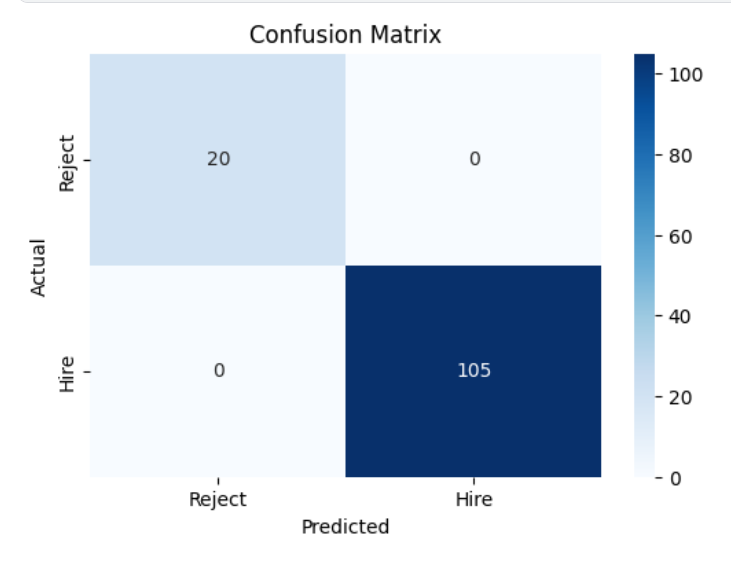 Confusion Matrix
Reject
20
0
100
80
60
Actual
40
Hire
0
105
20
0
Reject
Hire
Predicted